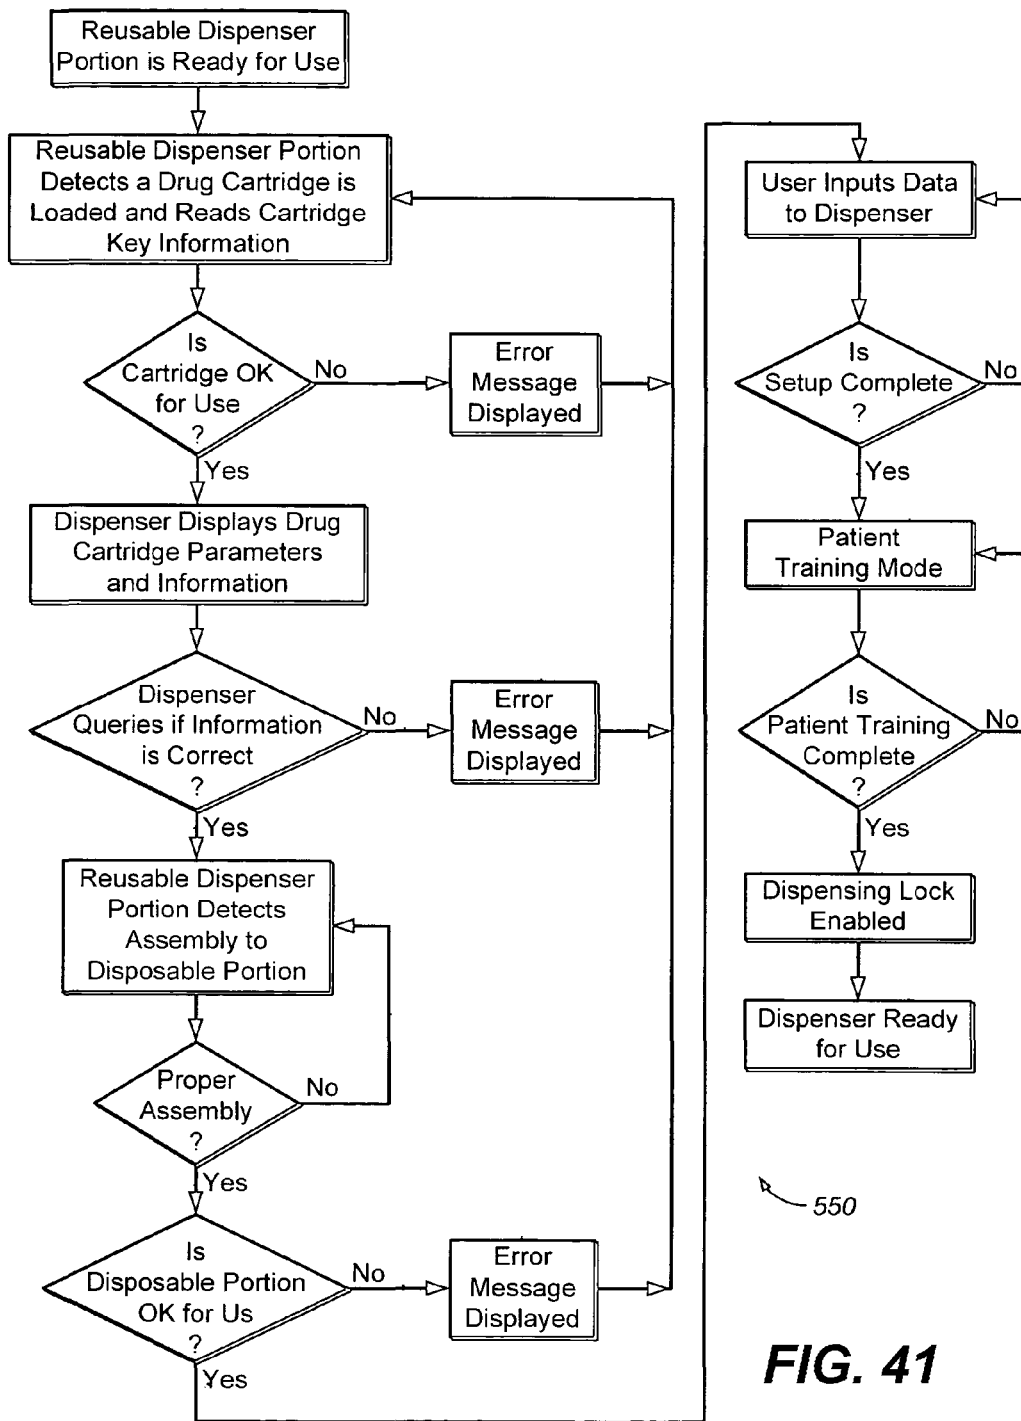 Reusable Dispenser
Portion is Ready for Use
Reusable Dispenser Portion
Detects a Drug Cartridge is
Loaded and Reads Cartridge
Key Information
Is
Cartridge OK
for Use
?
No
Error
Message
Displayed
Yes
Dispenser Displays Drug
Cartridge Parameters
and Information
Dispenser
Queries if Information
is Correct
?
No
Error
Message
Displayed
Yes
Reusable Dispenser
Portion Detects
Assembly to
Disposable Portion
Proper
Assembly
?
No
Yes
Is
Disposable Portion
OK for Us
?
No
Error
Message
Displayed
Yes
User Inputs Data
to Dispenser
Is
Setup Complete
?
No
Yes
Patient
Training Mode
Is
Patient Training
Complete
?
No
Yes
Dispensing Lock
Enabled
Dispenser Ready
for Use
550
FIG. 41